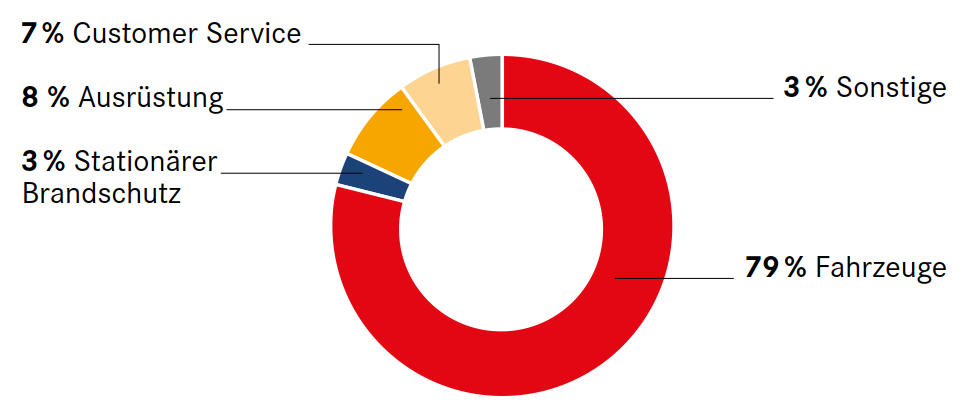 7 % Customer Service
8 % Ausrüstung
3 % Stationärer
Brandschutz
3 % Sonstige
79 % Fahrzeuge